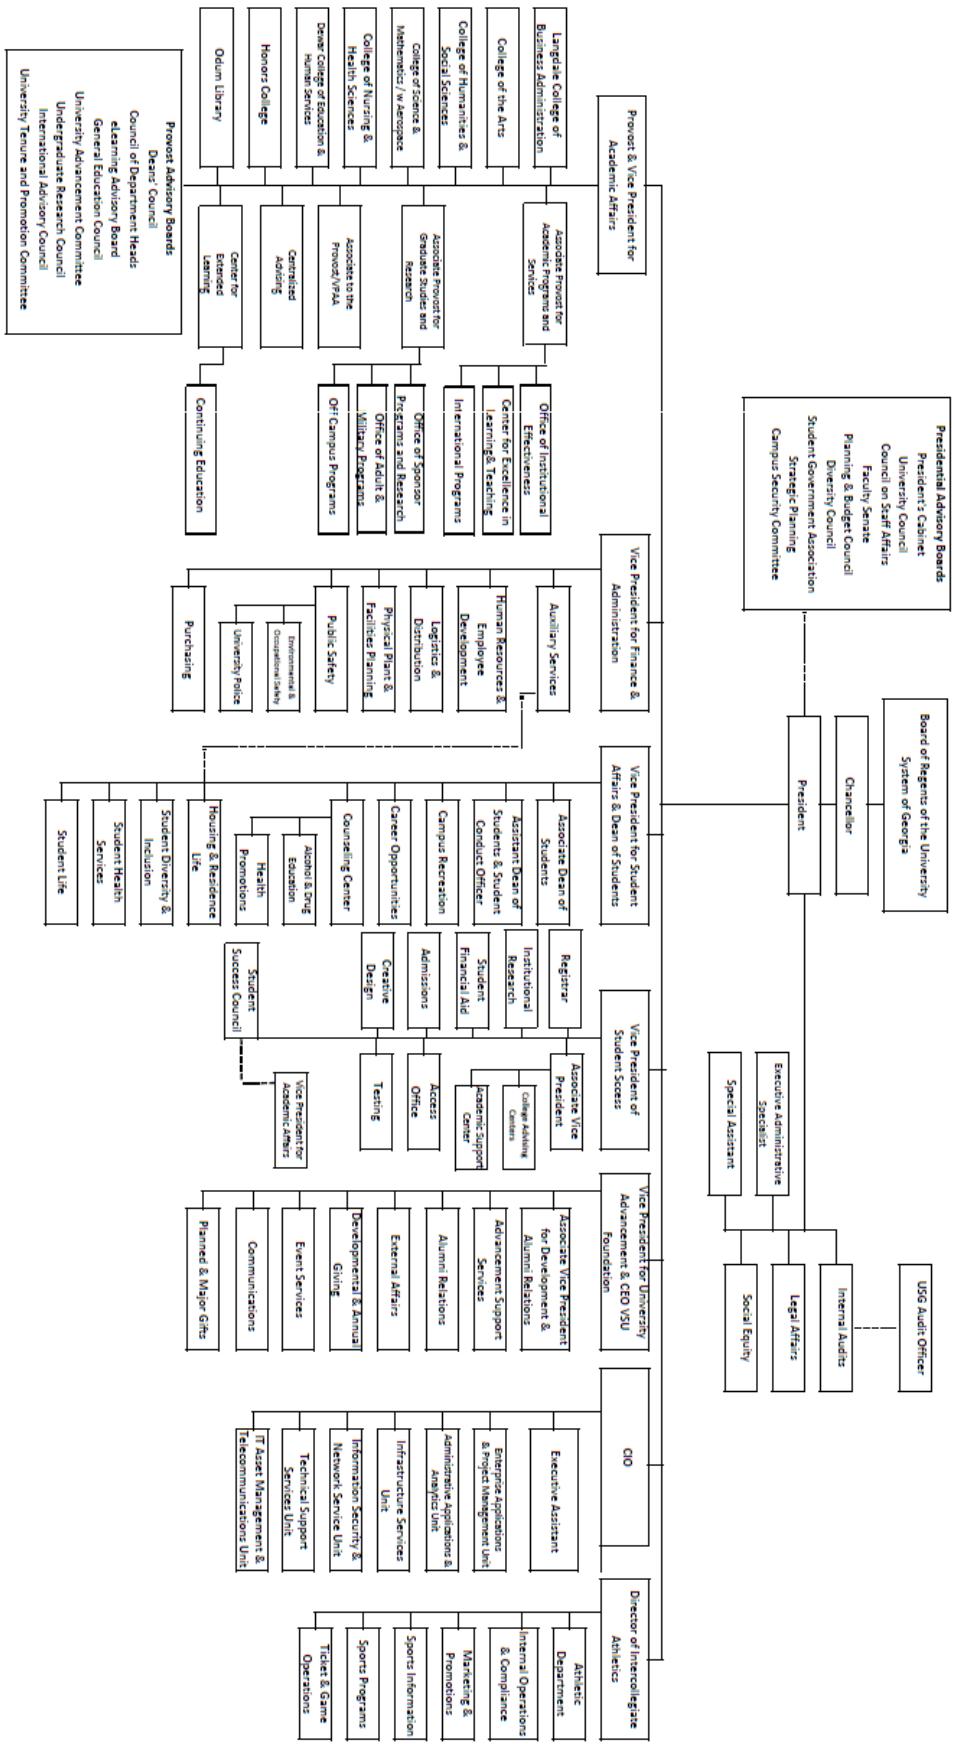 Board of Regents of the University
System of Georgia
Chancellor
President
Presidential Advisory Boards
President's Cabinet
University Council
Council on Staff Affairs
Faculty Senate
Planning & Budget Council
Diversity Council
Student Government Association
Strategic Planning
Campus Security Committee
USG Audit Officer
Internal Audits
Legal Affairs
Social Equity
Executive Administrative
Specialist
Special Assistant
Provost & Vice President for
Academic Affairs
Langdale College of
Business Administration
College of the Arts
College of Humanities &
Social Sciences
College of Science &
Mathematics / w Aerospace
College of Nursing &
Health Sciences
Dewar College of Education &
Human Services
Honors College
Odum Library
Associate Provost for
Academic Programs and
Services
Office of Institutional
Effectiveness
Center for Excellence in
Learning& Teaching
International Programs
Associate Provost for
Graduate Studies and
Research
Office of Sponsor
Programs and Research
Office of Adult &
Military Programs
Off Campus Programs
Associate to the
Provost/VPAA
Centralized
Advising
Center for
Extended
Learning
Continuing Education
Provost Advisory Boards
Deans' Council
Council of Department Heads
eLearning Advisory Board
General Education Council
University Advancement Committee
Undergraduate Research Council
International Advisory Council
University Tenure and Promotion Committee
Vice President for Finance &
Administration
Auxiliary Services
Human Resources &
Employee
Development
Logistics &
Distribution
Physical Plant &
Facilities Planning
Public Safety
Environmental &
Occupational Safety
University Police
Purchasing
Vice President for Student
Affairs & Dean of Students
Associate Dean of
Students
Assistant Dean of
Students & Student
Conduct Officer
Campus Recreation
Career Opportunities
Counseling Center
Alcohol & Drug
Education
Health
Promotions
Housing & Residence
Life
Student Diversity &
Inclusion
Student Health
Services
Student Life
Vice President of
Student Sccess
Registrar
Institutional
Research
Student
Financial Aid
Admissions
Creative
Design
Student
Success Council
Associate Vice
President
College Advising
Centers
Academic Support
Center
Access
Office
Testing
Vice President for
Academic Affairs
Vice President for University
Advancement & CEO VSU
Foundation
Associate Vice President
for Development &
Alumni Relations
Advancement Support
Services
Alumni Relations
External Affairs
Developmental & Annual
Giving
Event Services
Communications
Planned & Major Gifts
CIO
Executive Assistant
Enterprise Applications
& Project Management Unit
Administrative Applications &
Analytics Unit
Infrastructure Services
Unit
Information Security &
Network Service Unit
Technical Support
Services Unit
IT Asset Management &
Telecommunications Unit
Director of Intercollegiate
Athletics
Athletic
Department
Internal Operations
& Compliance
Marketing &
Promotions
Sports Information
Sports Programs
Ticket & Game
Operations